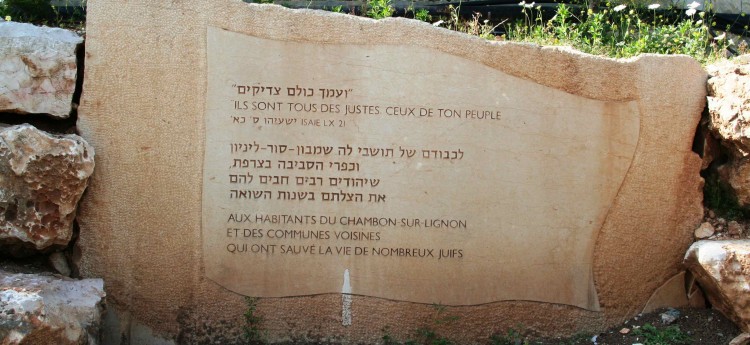 "ועמך כולם צדיקים"
ILS SONT TOUS DES JUSTES CEUX DE TON PEUPLE
ישעיהו ס' כא' (ISAIE LX 21)
לכבודם של תושבי לה שמבון-סור-ליניון
וכפרי הסביבה בצרפת,
שיהודים רבים חבים להם
את הצלתם בשנות השואה
AUX HABITANTS DU CHAMBON-SUR-LIGNON
ET DES COMMUNES VOISINES
QUI ONT SAUVÉ LA VIE DE NOMBREUX JUIFS